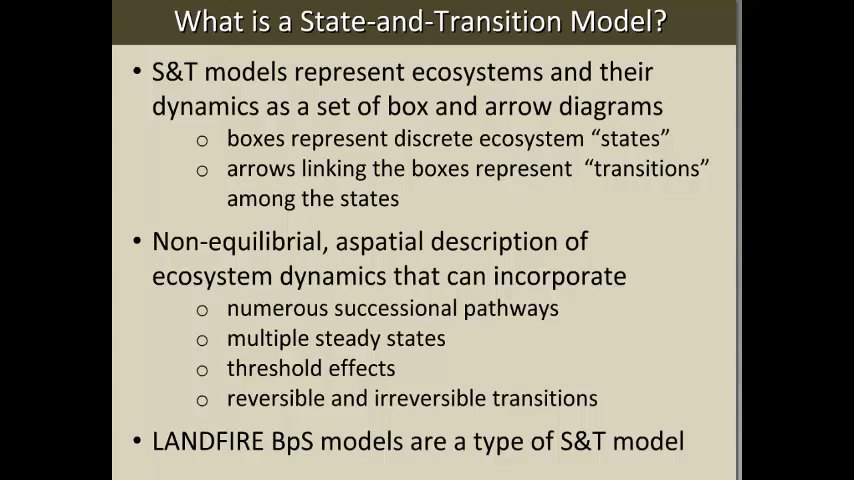 What is a State-and-Transition Model?
• S&T models represent ecosystems and their
dynamics as a set of box and arrow diagrams
o boxes represent discrete ecosystem “states”
o arrows linking the boxes represent “transitions”
among the states
• Non-equilibrial, aspatial description of
ecosystem dynamics that can incorporate
o numerous successional pathways
o multiple steady states
o threshold effects
o reversible and irreversible transitions
• LANDFIRE BpS models are a type of S&T model